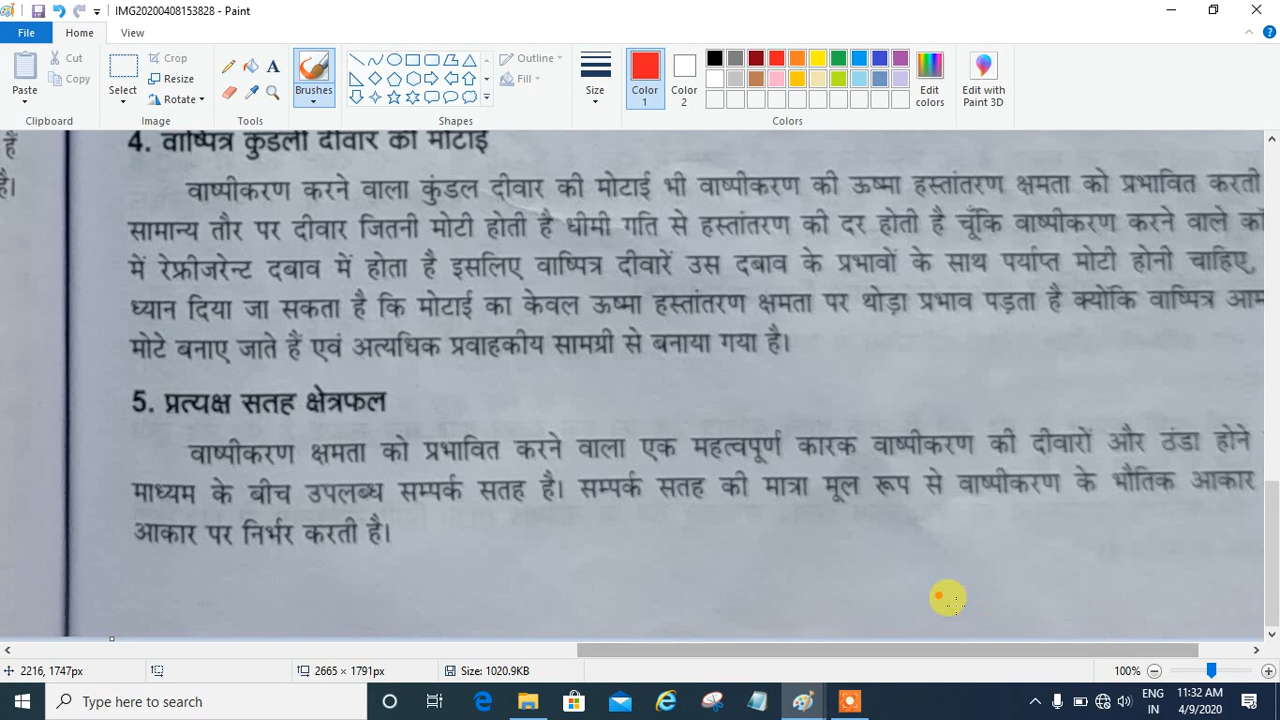 IMG20200408153828 - Paint
File Home View
Paste Cut Copy Clipboard
Select Crop Resize Rotate Image
Tools
Brushes
Outline Fill Shapes
Size
Color 1 Color 2 Edit colors Edit with Paint 3D Colors
हैं
है।
4. वाष्पित्र कुंडली दीवार की मोटाई
वाष्पीकरण करने वाला कुंडल दीवार की मोटाई भी वाष्पीकरण की ऊष्मा हस्तांतरण क्षमता को प्रभावित करती
सामान्य तौर पर दीवार जितनी मोटी होती है धीमी गति से हस्तांतरण की दर होती है चूँकि वाष्पीकरण करने वाले
में रेफ्रीजरेन्ट दबाव में होता है इसलिए वाष्पित्र दीवारें उस दबाव के प्रभावों के साथ पर्याप्त मोटी होनी चाहिए,
ध्यान दिया जा सकता है कि मोटाई का केवल ऊष्मा हस्तांतरण क्षमता पर थोड़ा प्रभाव पड़ता है क्योंकि वाष्पित्र आम
मोटे बनाए जाते हैं एवं अत्यधिक प्रवाहकीय सामग्री से बनाया गया है।
5. प्रत्यक्ष सतह क्षेत्रफल
वाष्पीकरण क्षमता को प्रभावित करने वाला एक महत्वपूर्ण कारक वाष्पीकरण की दीवारों और ठंडा होने
माध्यम के बीच उपलब्ध सम्पर्क सतह है। सम्पर्क सतह की मात्रा मूल रूप से वाष्पीकरण के भौतिक आकार
आकार पर निर्भर करती है।
2216, 1747px 2665 × 1791px Size: 1020.9KB 100%
Type here to search ENG IN 11:32 AM 4/9/2020